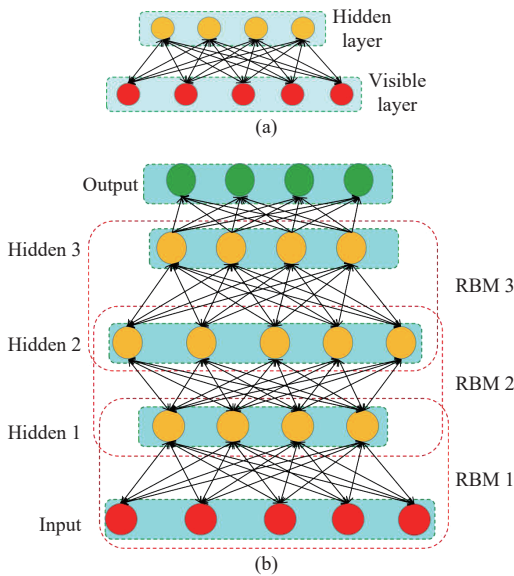 Hidden
layer
Visible
layer
(a)
Output
Hidden 3
RBM 3
Hidden 2
RBM 2
Hidden 1
RBM 1
Input
(b)